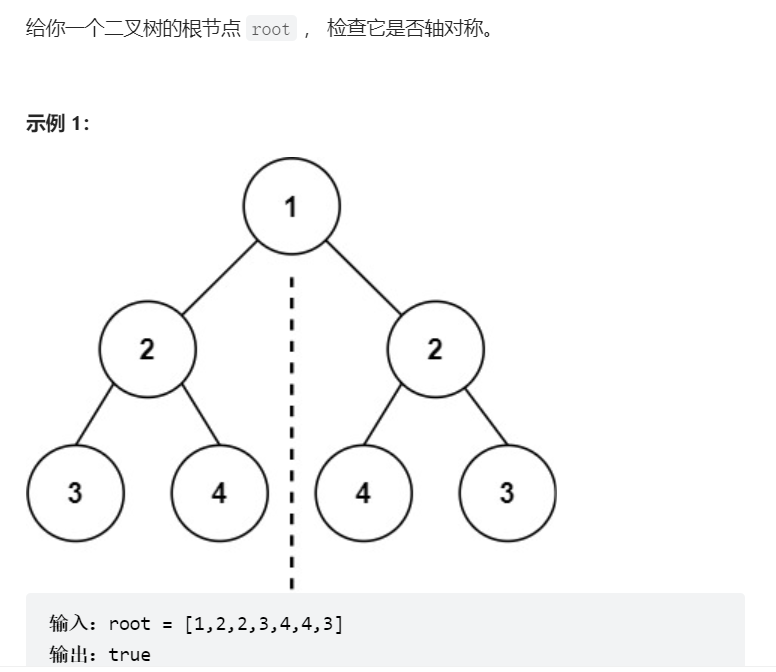 给你一个二叉树的根节点 root ， 检查它是否轴对称。
示例 1：
1
2 2
3 4 4 3
输入：root = [1,2,2,3,4,4,3]
输出：true